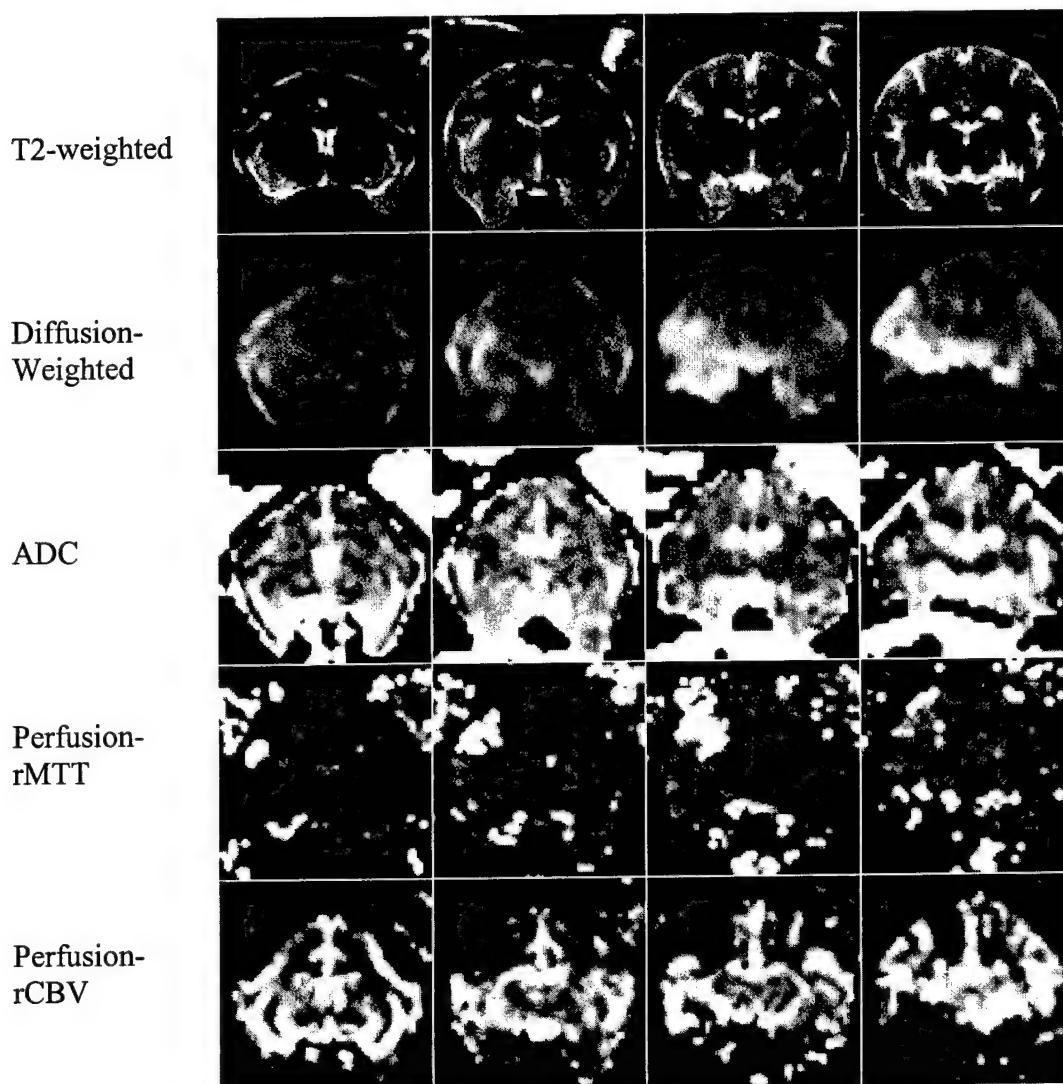 T2-weighted
Diffusion-
Weighted
ADC
Perfusion-
rMTT
Perfusion-
rCBV